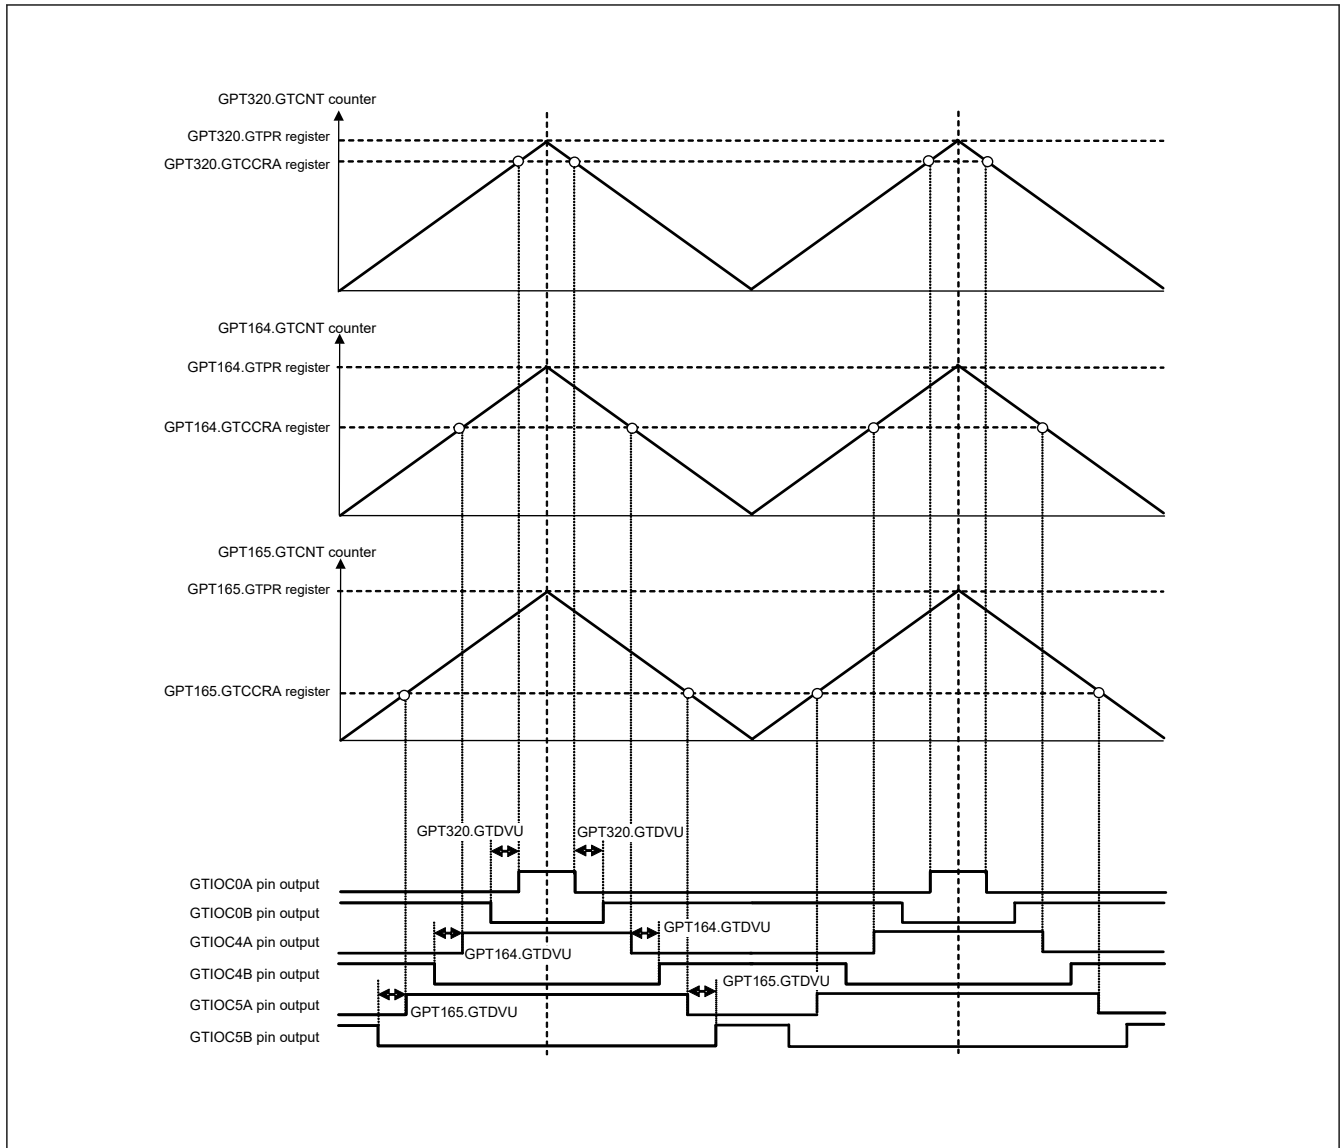 GPT320.GTCNT counter
GPT320.GTPR register
GPT320.GTCCRA register
GPT164.GTCNT counter
GPT164.GTPR register
GPT164.GTCCRA register
GPT165.GTCNT counter
GPT165.GTPR register
GPT165.GTCCRA register
GPT320.GTDVU GPT320.GTDVU
GTIOC0A pin output
GTIOC0B pin output
GPT164.GTDVU
GTIOC4A pin output
GPT164.GTDVU
GTIOC4B pin output
GPT165.GTDVU
GTIOC5A pin output
GPT165.GTDVU
GTIOC5B pin output